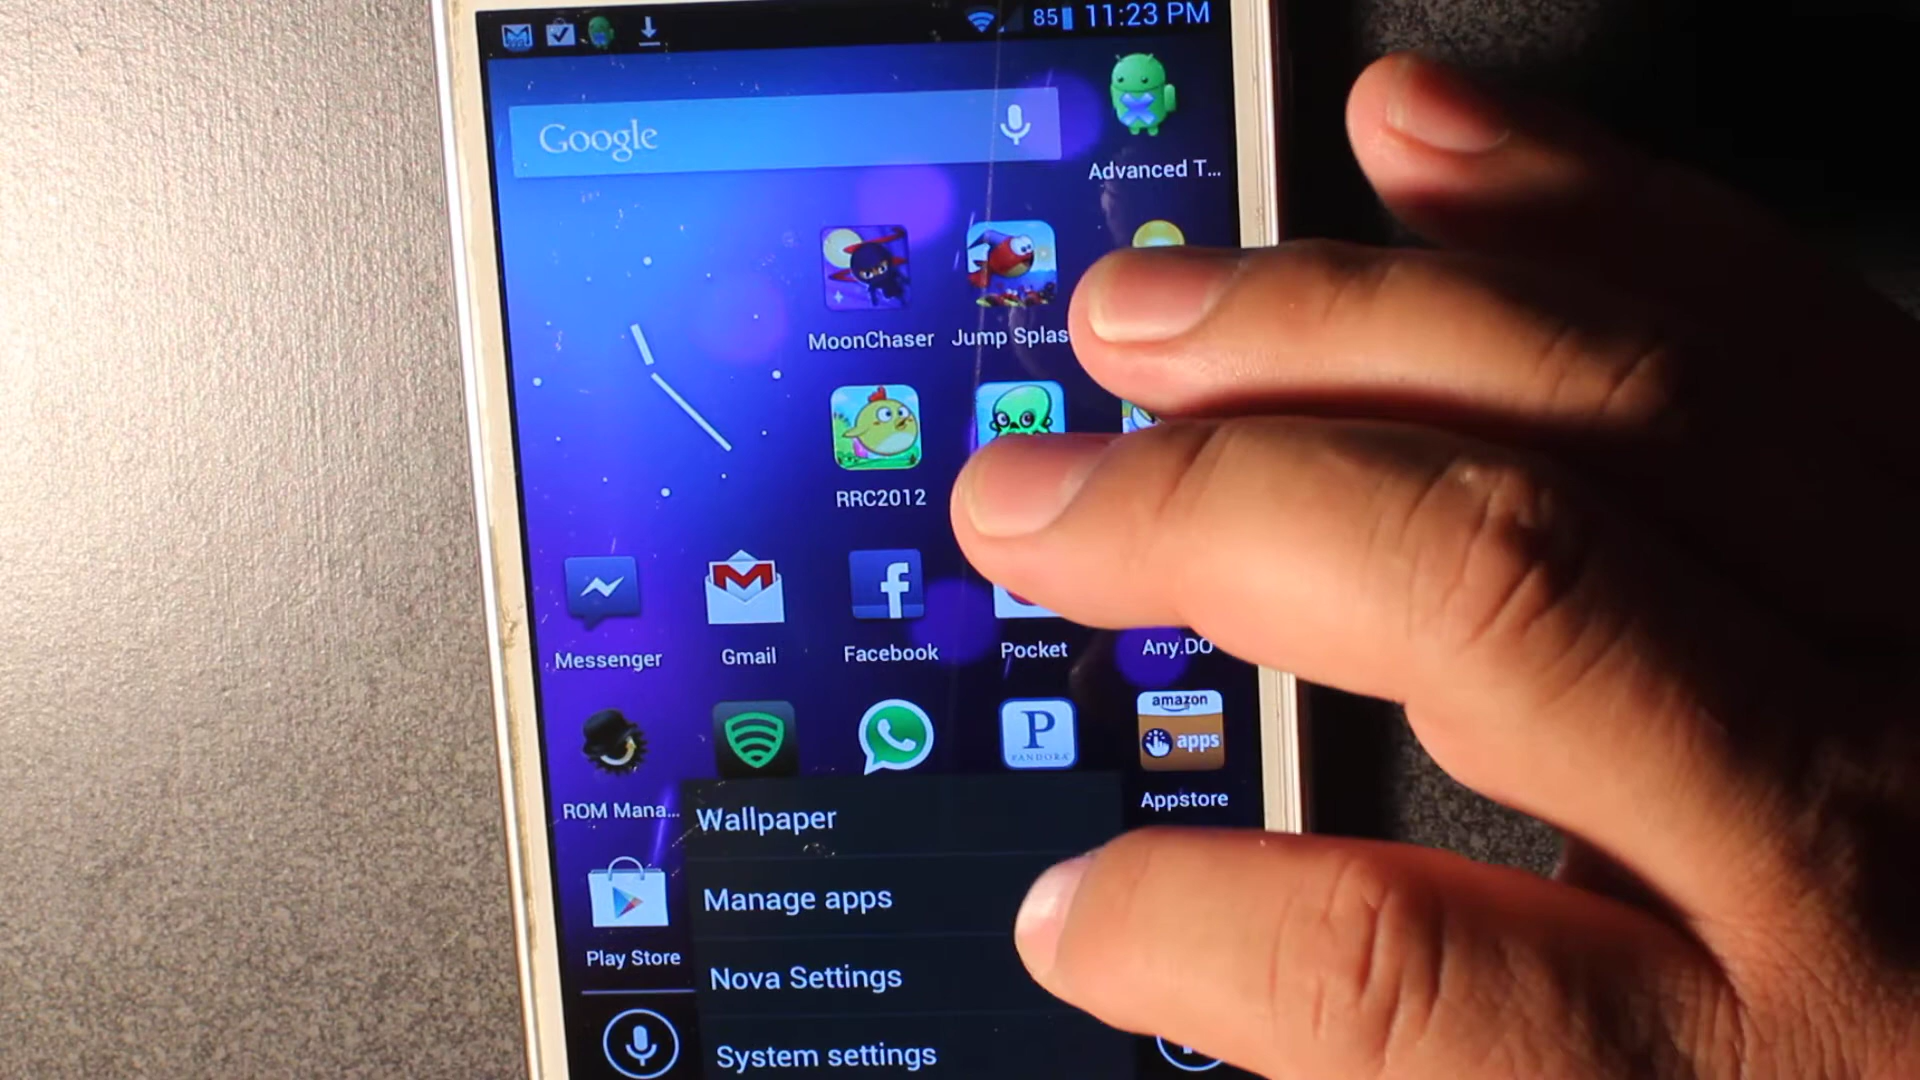 85 11:23 PM
Google
Advanced T...
MoonChaser
Jump Splas
RRC2012
Messenger
Gmail
Facebook
Pocket
Any.DO
P
PANDORA
amazon
apps
ROM Mana...
Appstore
Wallpaper
Manage apps
Play Store
Nova Settings
System settings